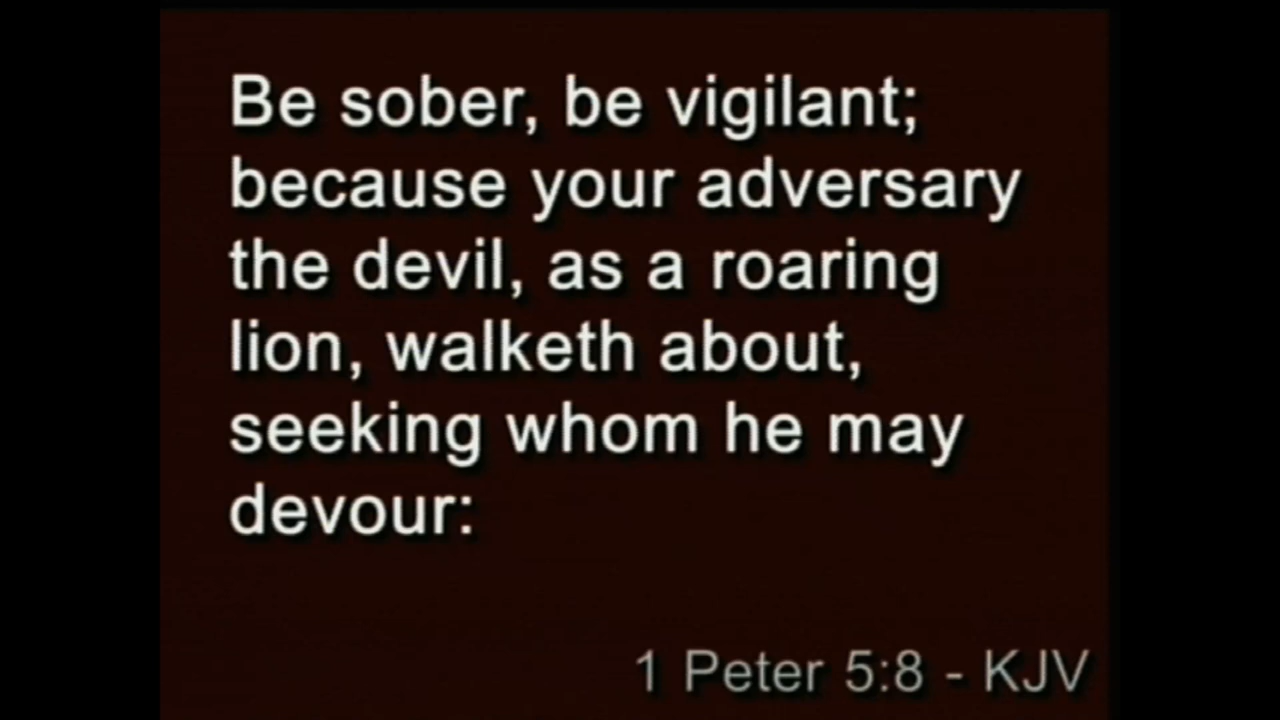 Be sober, be vigilant;
because your adversary
the devil, as a roaring
lion, walketh about,
seeking whom he may
devour:
1 Peter 5:8 - KJV